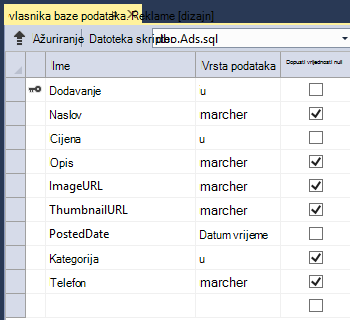 vlasnika baze podataka Reklame [dizajn]
Ažuriranje Datoteka skripte: dbo.Ads.sql
Ime Vrsta podataka Dopusti vrijednosti null
Dodavanje u
Naslov marcher
Cijena u
Opis marcher
ImageURL marcher
ThumbnailURL marcher
PostedDate Datum vrijeme
Kategorija u
Telefon marcher